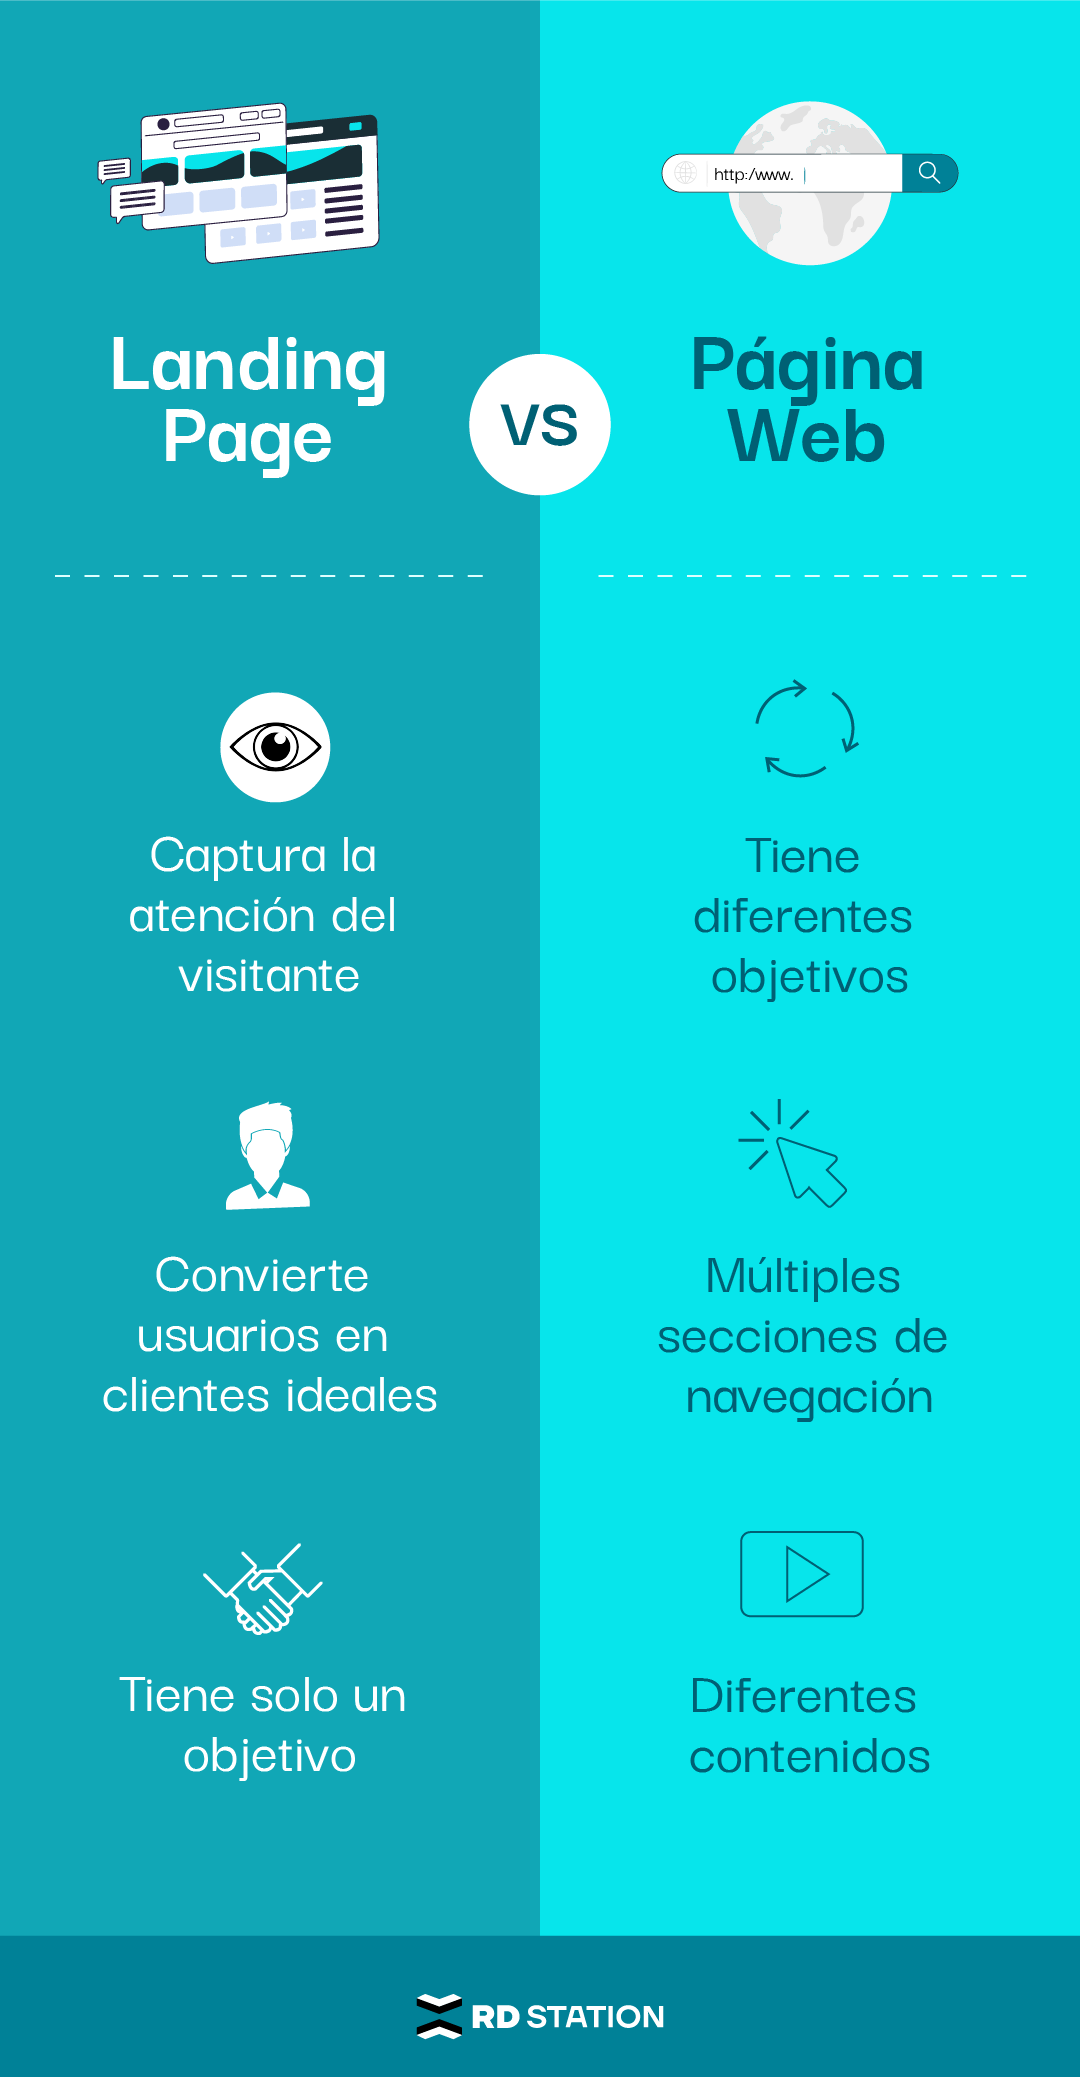 http:/www.
Landing
Page
VS
Página
Web
Captura la
atención del
visitante
Convierte
usuarios en
clientes ideales
Tiene solo un
objetivo
Tiene
diferentes
objetivos
Múltiples
secciones de
navegación
Diferentes
contenidos
RD STATION